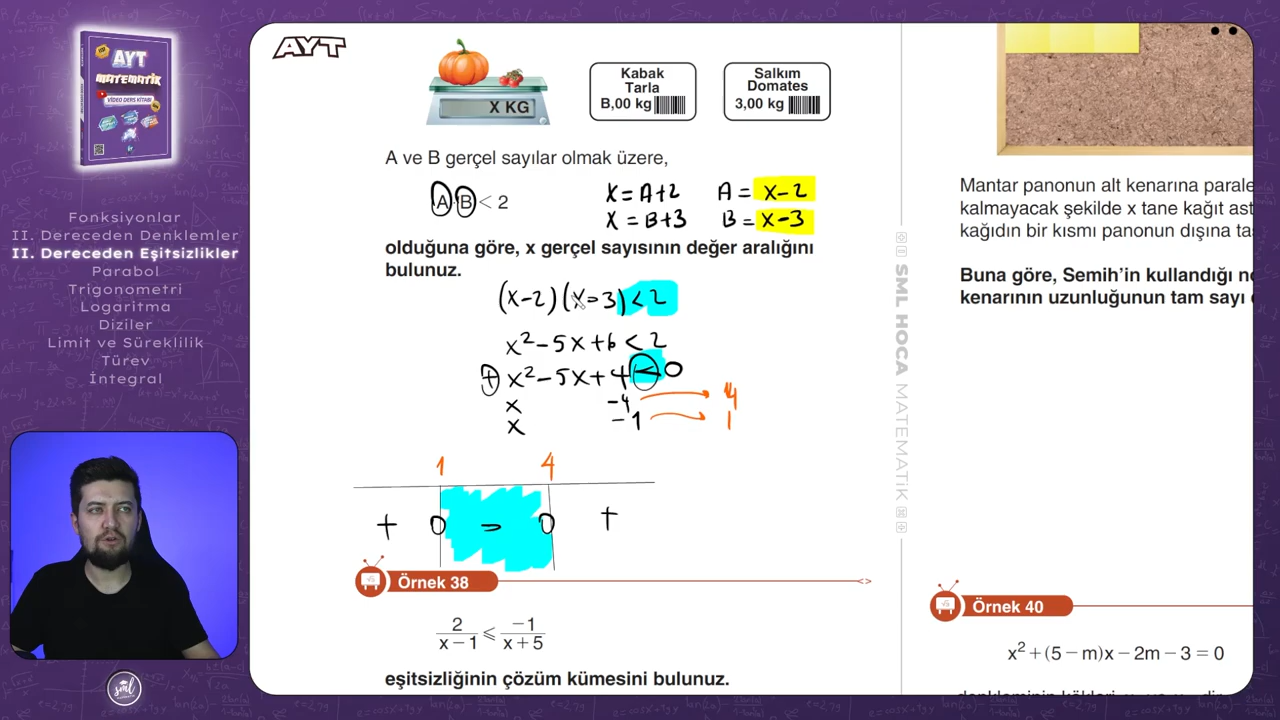 AYT
MATEMATİK
VİDEO DERS KİTABI
Fonksiyonlar
II. Dereceden Denklemler
II. Dereceden Eşitsizlikler
Parabol
Trigonometri
Logaritma
Diziler
Limit ve Süreklilik
Türev
İntegral
sml
AYT
X KG
Kabak
Tarla
B,00 kg
Salkım
Domates
3,00 kg
A ve B gerçel sayılar olmak üzere,
A·B < 2
x = A+2
A = x-2
x = B+3
B = x-3
olduğuna göre, x gerçel sayısının değer aralığını
bulunuz.
(x-2)(x-3) < 2
x²-5x+6 < 2
+ x²-5x+4 < 0
x -4 4
x -1 1
1 4
+ 0 - 0 +
Örnek 38
2/(x-1) ≤ -1/(x+5)
eşitsizliğinin çözüm kümesini bulunuz.
SML HOCA MATEMATİK
Mantar panonun alt kenarına parale
kalmayacak şekilde x tane kağıt ast
kağıdın bir kısmı panonun dışına ta
Buna göre, Semih'in kullandığı n
kenarının uzunluğunun tam sayı
Örnek 40
x² + (5 – m)x – 2m – 3 = 0